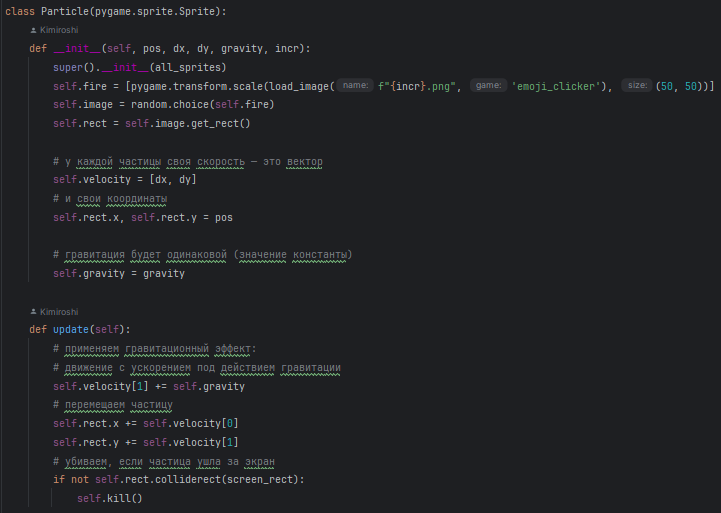 class Particle(pygame.sprite.Sprite):
Kimiroshi
def __init__(self, pos, dx, dy, gravity, incr):
super().__init__(all_sprites)
self.fire = [pygame.transform.scale(load_image( name: f"{incr}.png", game: 'emoji_clicker'), size: (50, 50))]
self.image = random.choice(self.fire)
self.rect = self.image.get_rect()
# у каждой частицы своя скорость — это вектор
self.velocity = [dx, dy]
# и свои координаты
self.rect.x, self.rect.y = pos
# гравитация будет одинаковой (значение константы)
self.gravity = gravity
Kimiroshi
def update(self):
# применяем гравитационный эффект:
# движение с ускорением под действием гравитации
self.velocity[1] += self.gravity
# перемещаем частицу
self.rect.x += self.velocity[0]
self.rect.y += self.velocity[1]
# убиваем, если частица ушла за экран
if not self.rect.colliderect(screen_rect):
self.kill()